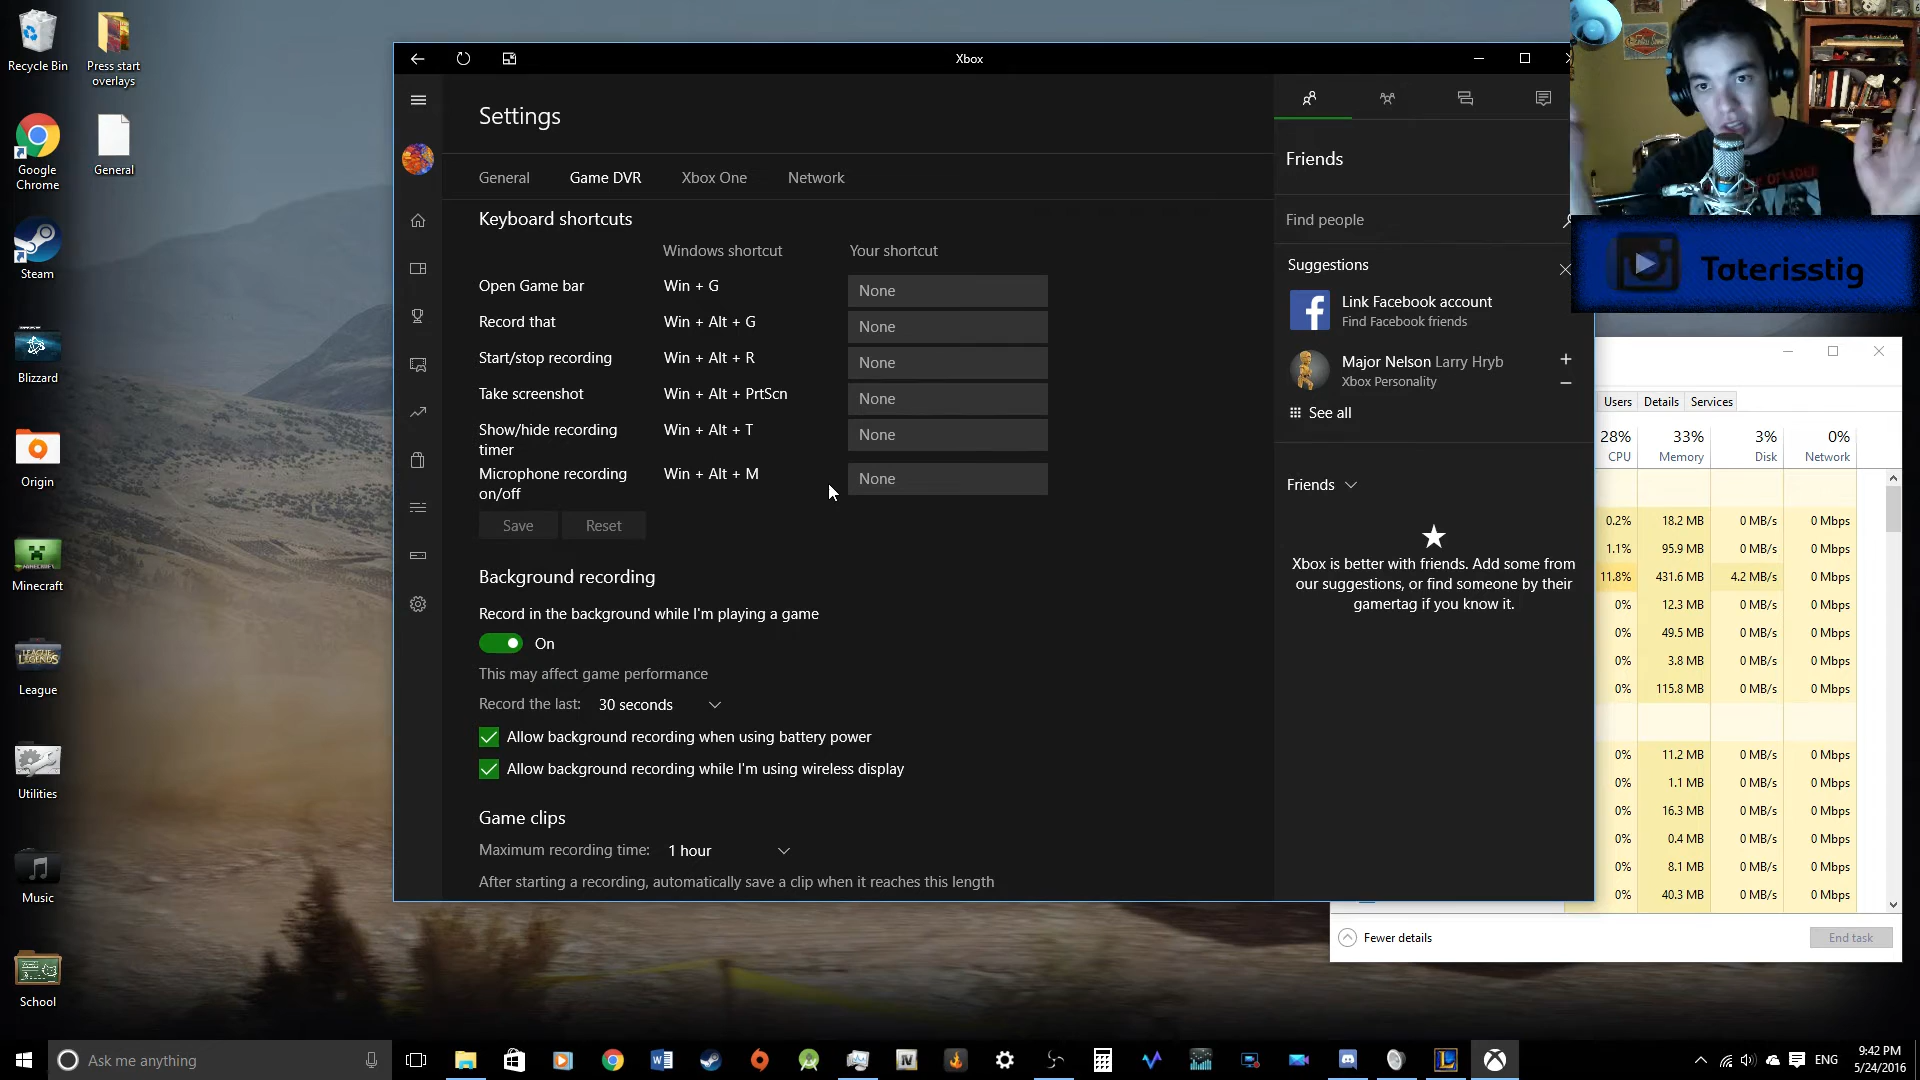 Recycle Bin
Press start
overlays
Google
Chrome
General
Steam
Blizzard
Origin
Minecraft
LEAGUE LEGENDS
League
Utilities
Music
School
Xbox
Settings
General
Game DVR
Xbox One
Network
Keyboard shortcuts
Windows shortcut
Your shortcut
Open Game bar
Win + G
None
Record that
Win + Alt + G
None
Start/stop recording
Win + Alt + R
None
Take screenshot
Win + Alt + PrtScn
None
Show/hide recording
timer
Win + Alt + T
None
Microphone recording
on/off
Win + Alt + M
None
Save
Reset
Background recording
Record in the background while I'm playing a game
On
This may affect game performance
Record the last:
30 seconds
Allow background recording when using battery power
Allow background recording while I'm using wireless display
Game clips
Maximum recording time:
1 hour
After starting a recording, automatically save a clip when it reaches this length
Friends
Find people
Suggestions
Link Facebook account
Find Facebook friends
Major Nelson Larry Hryb
Xbox Personality
See all
Friends
Xbox is better with friends. Add some from
our suggestions, or find someone by their
gamertag if you know it.
Taterisstig
Users
Details
Services
28%
33%
3%
0%
CPU
Memory
Disk
Network
0.2%
18.2 MB
0 MB/s
0 Mbps
1.1%
95.9 MB
0 MB/s
0 Mbps
11.8%
431.6 MB
4.2 MB/s
0 Mbps
0%
12.3 MB
0 MB/s
0 Mbps
0%
49.5 MB
0 MB/s
0 Mbps
0%
3.8 MB
0 MB/s
0 Mbps
0%
115.8 MB
0 MB/s
0 Mbps
0%
11.2 MB
0 MB/s
0 Mbps
0%
1.1 MB
0 MB/s
0 Mbps
0%
16.3 MB
0 MB/s
0 Mbps
0%
0.4 MB
0 MB/s
0 Mbps
0%
8.1 MB
0 MB/s
0 Mbps
0%
40.3 MB
0 MB/s
0 Mbps
Fewer details
End task
Ask me anything
IV
ENG
9:42 PM
5/24/2016